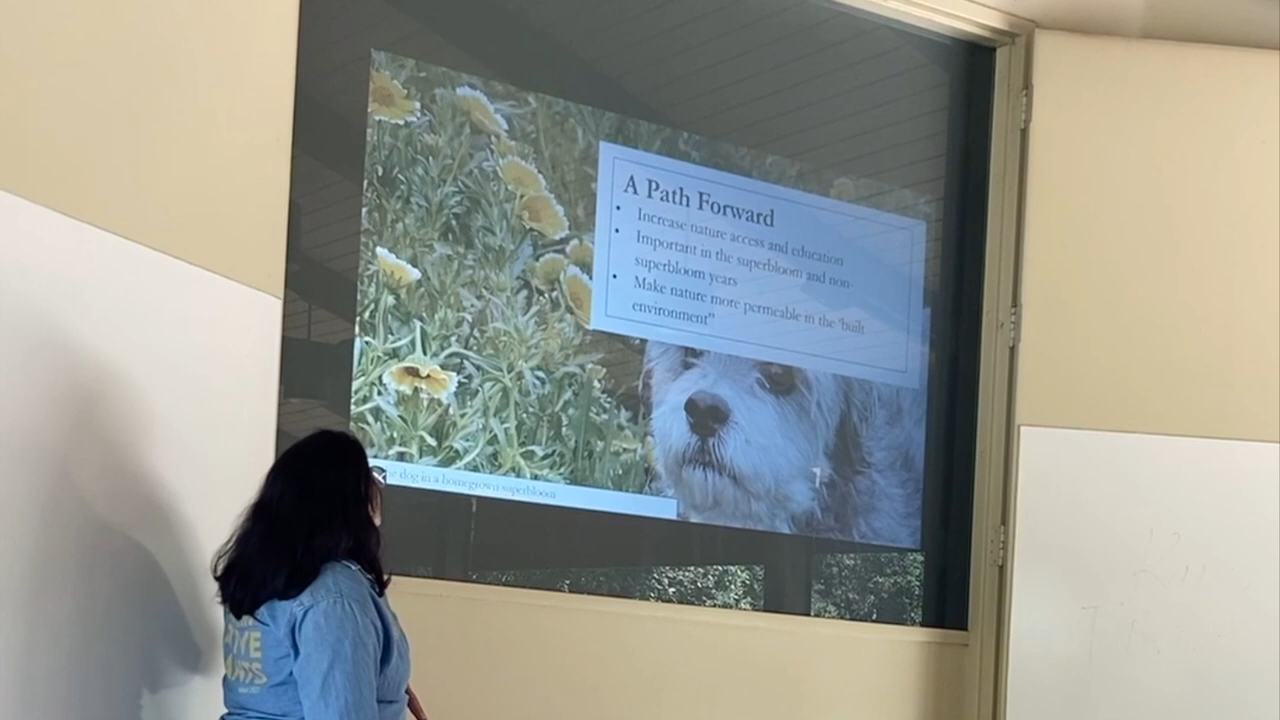 A Path Forward
• Increase nature access and education
• Important in the superbloom and non-
superbloom years
• Make nature more permeable in the "built
environment"
dog in a homegrown superbloom